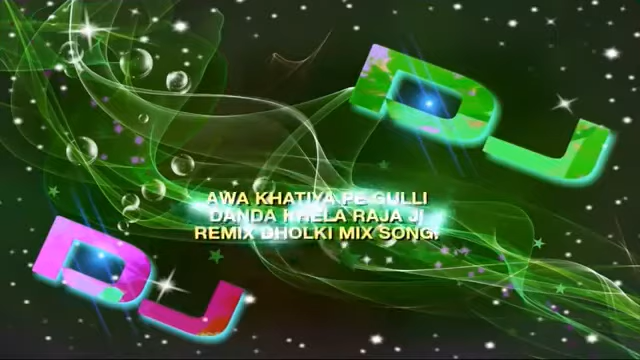 DJ
AWA KHATIYA PE GULLI
DANDA KHELA RAJA JI
REMIX DHOLKI MIX SONG.
DJ